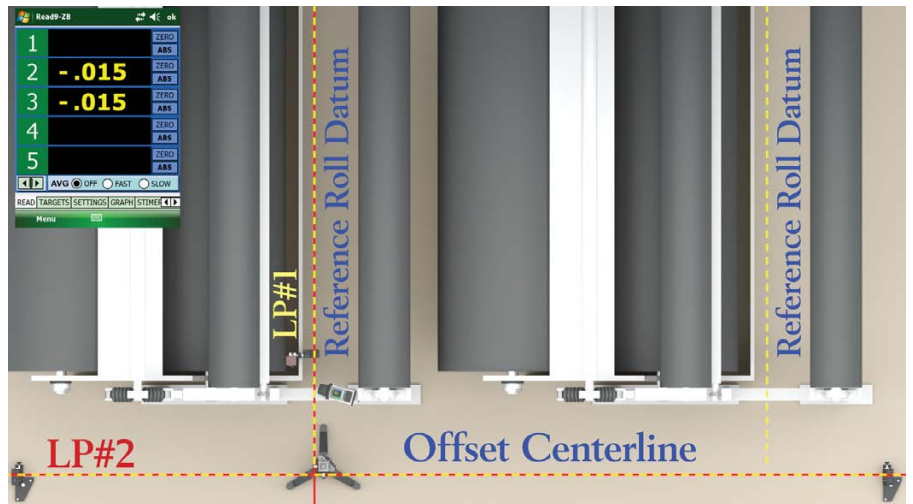 Read9-ZB ok
1 ZERO ABS
2 -.015 ZERO ABS
3 -.015 ZERO ABS
4 ZERO ABS
5 ZERO ABS
AVG OFF FAST SLOW
READ TARGETS SETTINGS GRAPH STIMER
Menu
LP#1
Reference Roll Datum
Reference Roll Datum
LP#2
Offset Centerline